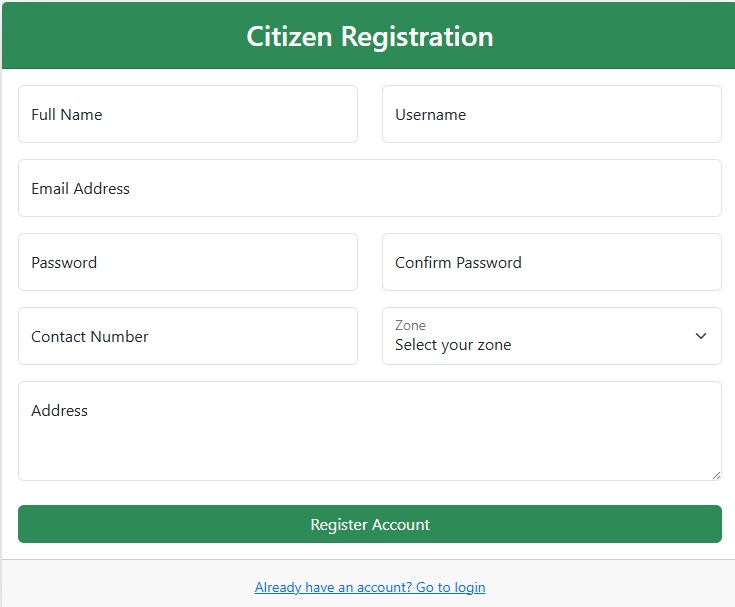 Citizen Registration
Full Name
Username
Email Address
Password
Confirm Password
Contact Number
Zone
Select your zone
Address
Register Account
Already have an account? Go to login